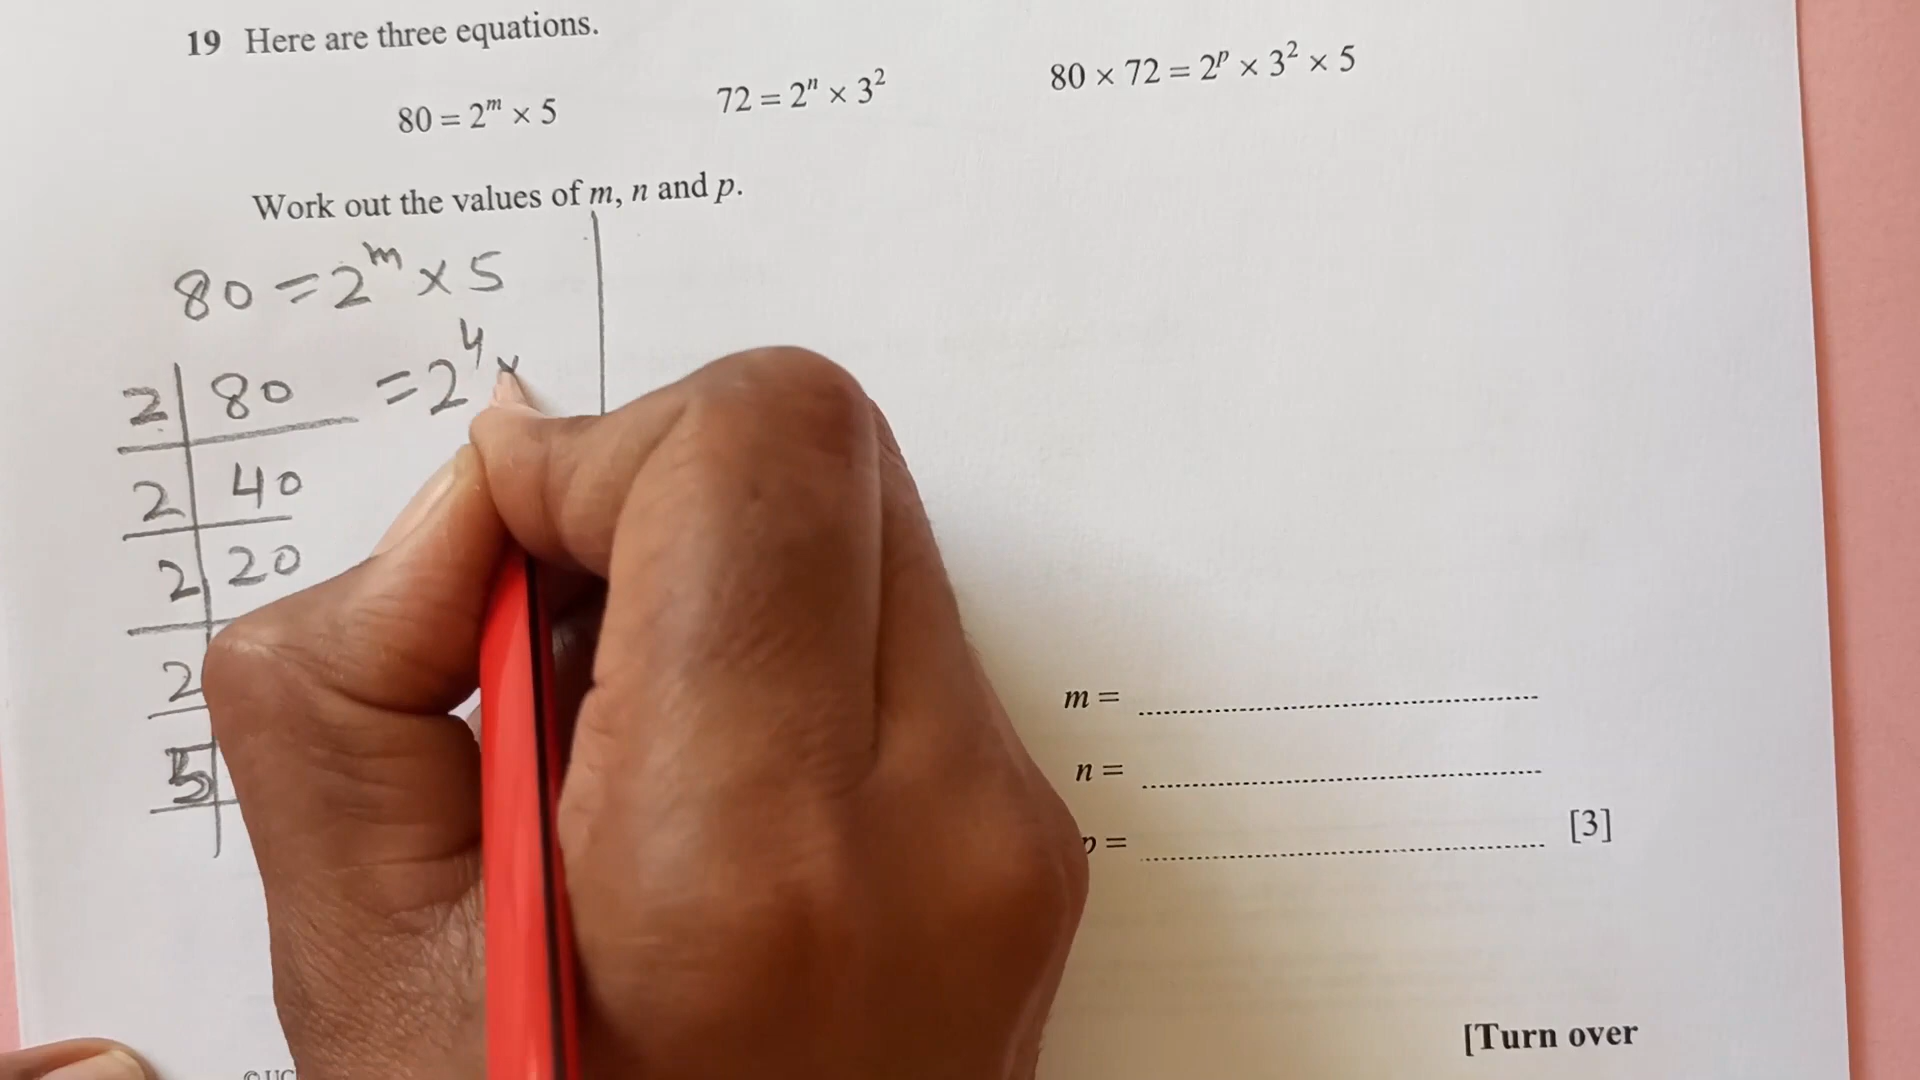 19 Here are three equations.
80 = 2^m × 5 72 = 2^n × 3^2 80 × 72 = 2^p × 3^2 × 5
Work out the values of m, n and p.
80 = 2^m × 5
2 80 = 2^4 ×
2 40
2 20
2
5
m =
n =
p = [3]
[Turn over
© UC